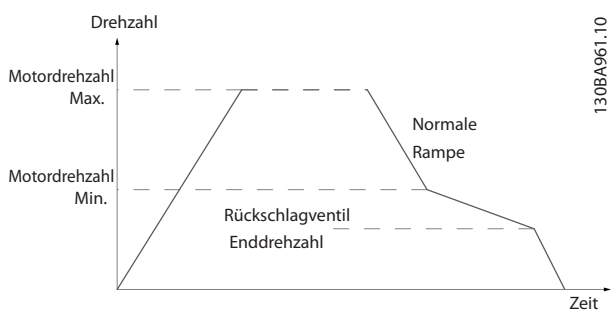 Drehzahl
130BA961.10
Motordrehzahl
Max.
Normale
Rampe
Motordrehzahl
Min.
Rückschlagventil
Enddrehzahl
Zeit